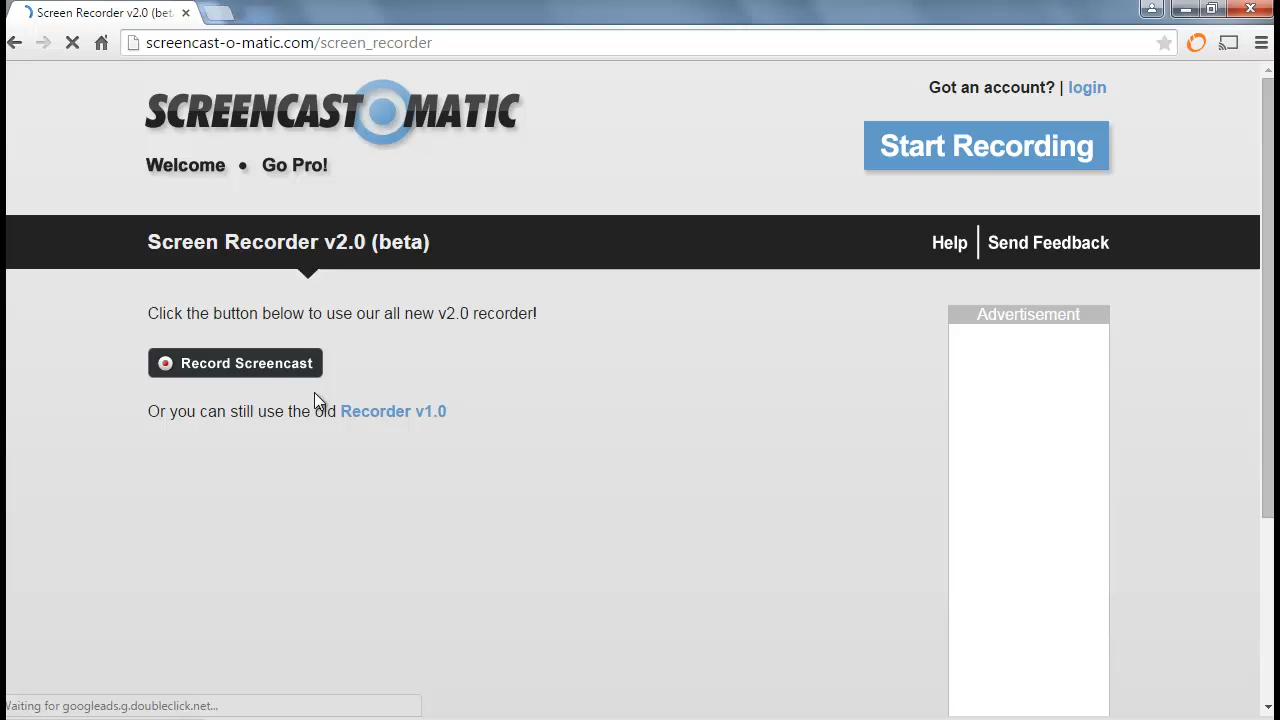 Screen Recorder v2.0 (bet
screencast-o-matic.com/screen_recorder
Got an account? | login
SCREENCAST O MATIC
Start Recording
Welcome • Go Pro!
Screen Recorder v2.0 (beta)
Help | Send Feedback
Click the button below to use our all new v2.0 recorder!
Advertisement
Record Screencast
Or you can still use the old Recorder v1.0
Waiting for googleads.g.doubleclick.net...